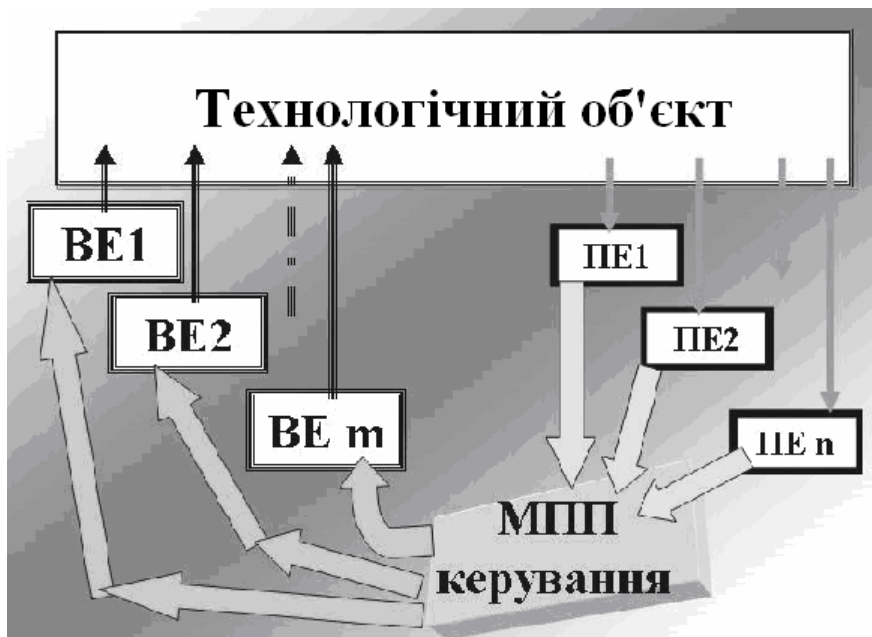 Технологічний об'єкт
ВЕ1
ПЕ1
ВЕ2
ПЕ2
ВЕ m
ПЕ n
МПП
керування